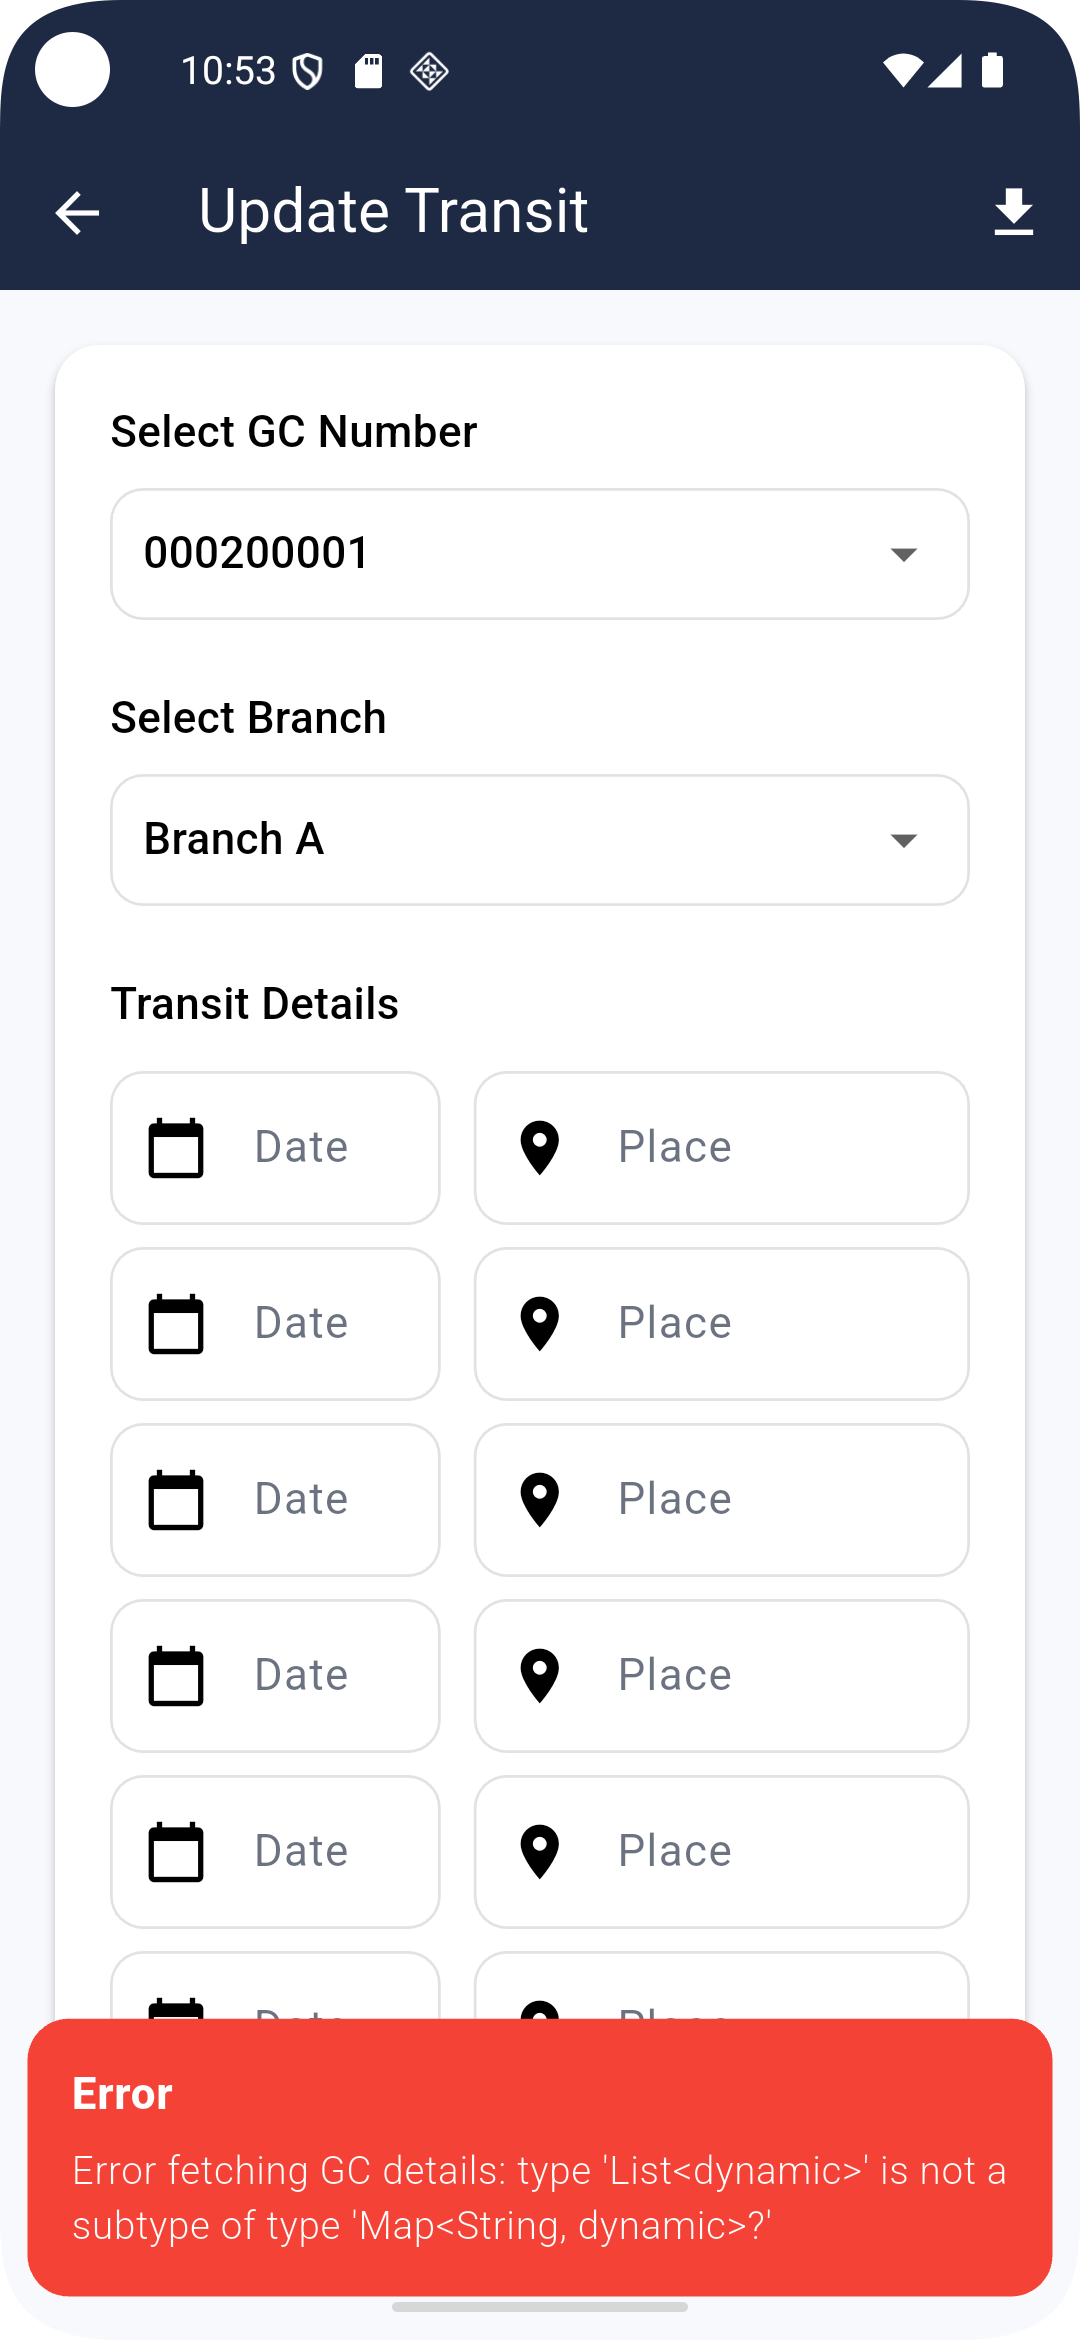 10:53
Update Transit
Select GC Number
000200001
Select Branch
Branch A
Transit Details
Date Place
Date Place
Date Place
Date Place
Date Place
Date Place
Error
Error fetching GC details: type 'List<dynamic>' is not a
subtype of type 'Map<String, dynamic>?'